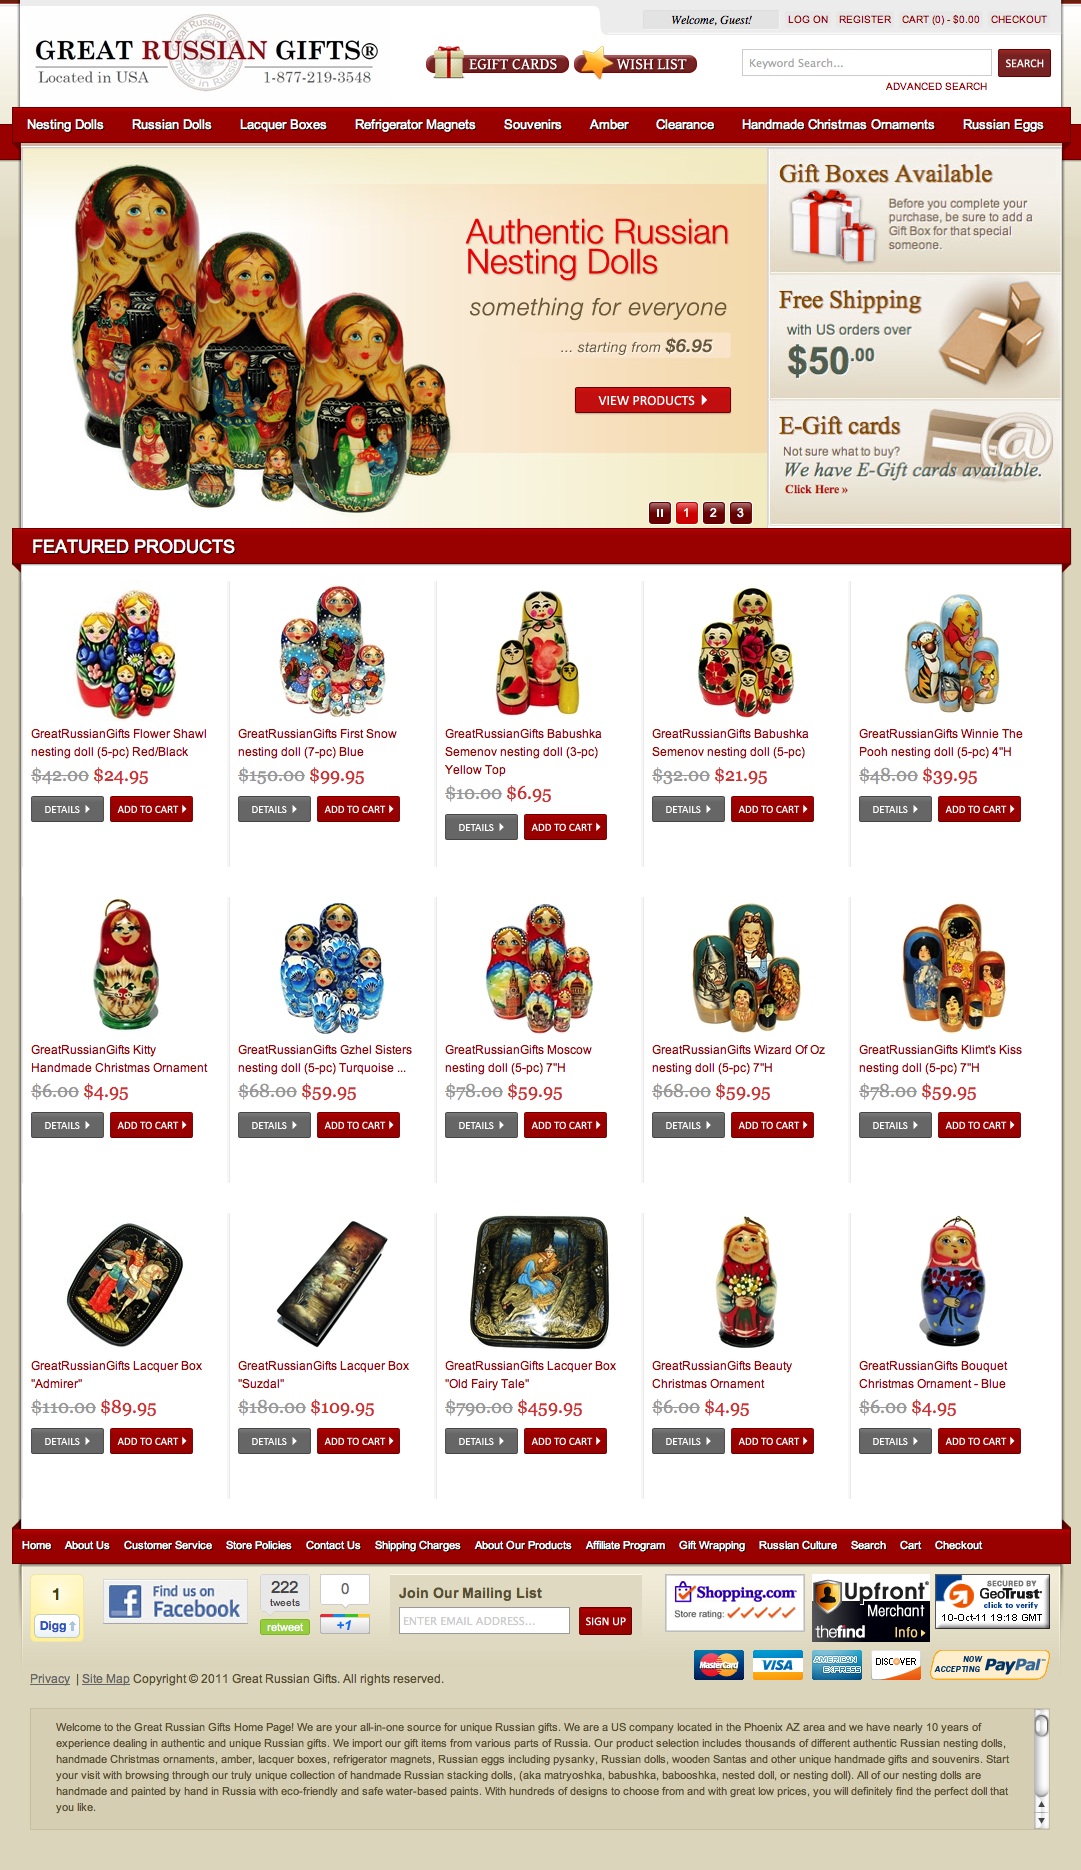 Welcome, Guest! LOG ON REGISTER CART (0) - $0.00 CHECKOUT
GREAT RUSSIAN GIFTS®
Located in USA 1-877-219-3548
EGIFT CARDS WISH LIST
Keyword Search... SEARCH
ADVANCED SEARCH
Nesting Dolls Russian Dolls Lacquer Boxes Refrigerator Magnets Souvenirs Amber Clearance Handmade Christmas Ornaments Russian Eggs
Authentic Russian
Nesting Dolls
something for everyone
... starting from $6.95
VIEW PRODUCTS
1 2 3
Gift Boxes Available
Before you complete your
purchase, be sure to add a
Gift Box for that special
someone.
Free Shipping
with US orders over
$50.00
E-Gift cards
Not sure what to buy?
We have E-Gift cards available.
Click Here »
FEATURED PRODUCTS
GreatRussianGifts Flower Shawl
nesting doll (5-pc) Red/Black
$42.00 $24.95
DETAILS ADD TO CART
GreatRussianGifts First Snow
nesting doll (7-pc) Blue
$150.00 $99.95
DETAILS ADD TO CART
GreatRussianGifts Babushka
Semenov nesting doll (3-pc)
Yellow Top
$10.00 $6.95
DETAILS ADD TO CART
GreatRussianGifts Babushka
Semenov nesting doll (5-pc)
$32.00 $21.95
DETAILS ADD TO CART
GreatRussianGifts Winnie The
Pooh nesting doll (5-pc) 4"H
$48.00 $39.95
DETAILS ADD TO CART
GreatRussianGifts Kitty
Handmade Christmas Ornament
$6.00 $4.95
DETAILS ADD TO CART
GreatRussianGifts Gzhel Sisters
nesting doll (5-pc) Turquoise ...
$68.00 $59.95
DETAILS ADD TO CART
GreatRussianGifts Moscow
nesting doll (5-pc) 7"H
$78.00 $59.95
DETAILS ADD TO CART
GreatRussianGifts Wizard Of Oz
nesting doll (5-pc) 7"H
$68.00 $59.95
DETAILS ADD TO CART
GreatRussianGifts Klimt's Kiss
nesting doll (5-pc) 7"H
$78.00 $59.95
DETAILS ADD TO CART
GreatRussianGifts Lacquer Box
"Admirer"
$110.00 $89.95
DETAILS ADD TO CART
GreatRussianGifts Lacquer Box
"Suzdal"
$180.00 $109.95
DETAILS ADD TO CART
GreatRussianGifts Lacquer Box
"Old Fairy Tale"
$790.00 $459.95
DETAILS ADD TO CART
GreatRussianGifts Beauty
Christmas Ornament
$6.00 $4.95
DETAILS ADD TO CART
GreatRussianGifts Bouquet
Christmas Ornament - Blue
$6.00 $4.95
DETAILS ADD TO CART
Home About Us Customer Service Store Policies Contact Us Shipping Charges About Our Products Affiliate Program Gift Wrapping Russian Culture Search Cart Checkout
1
Digg
Find us on
Facebook
222
tweets
retweet
0
+1
Join Our Mailing List
ENTER EMAIL ADDRESS... SIGN UP
Shopping.com
Store rating:
Upfront
Merchant
thefind Info
SECURED BY
GeoTrust
click to verify
10-Oct-11 19:18 GMT
MasterCard VISA AMERICAN EXPRESS DISCOVER NOW ACCEPTING PayPal
Privacy | Site Map Copyright © 2011 Great Russian Gifts. All rights reserved.
Welcome to the Great Russian Gifts Home Page! We are your all-in-one source for unique Russian gifts. We are a US company located in the Phoenix AZ area and we have nearly 10 years of
experience dealing in authentic and unique Russian gifts. We import our gift items from various parts of Russia. Our product selection includes thousands of different authentic Russian nesting dolls,
handmade Christmas ornaments, amber, lacquer boxes, refrigerator magnets, Russian eggs including pysanky, Russian dolls, wooden Santas and other unique handmade gifts and souvenirs. Start
your visit with browsing through our truly unique collection of handmade Russian stacking dolls, (aka matryoshka, babushka, babooshka, nested doll, or nesting doll). All of our nesting dolls are
handmade and painted by hand in Russia with eco-friendly and safe water-based paints. With hundreds of designs to choose from and with great low prices, you will definitely find the perfect doll that
you like.